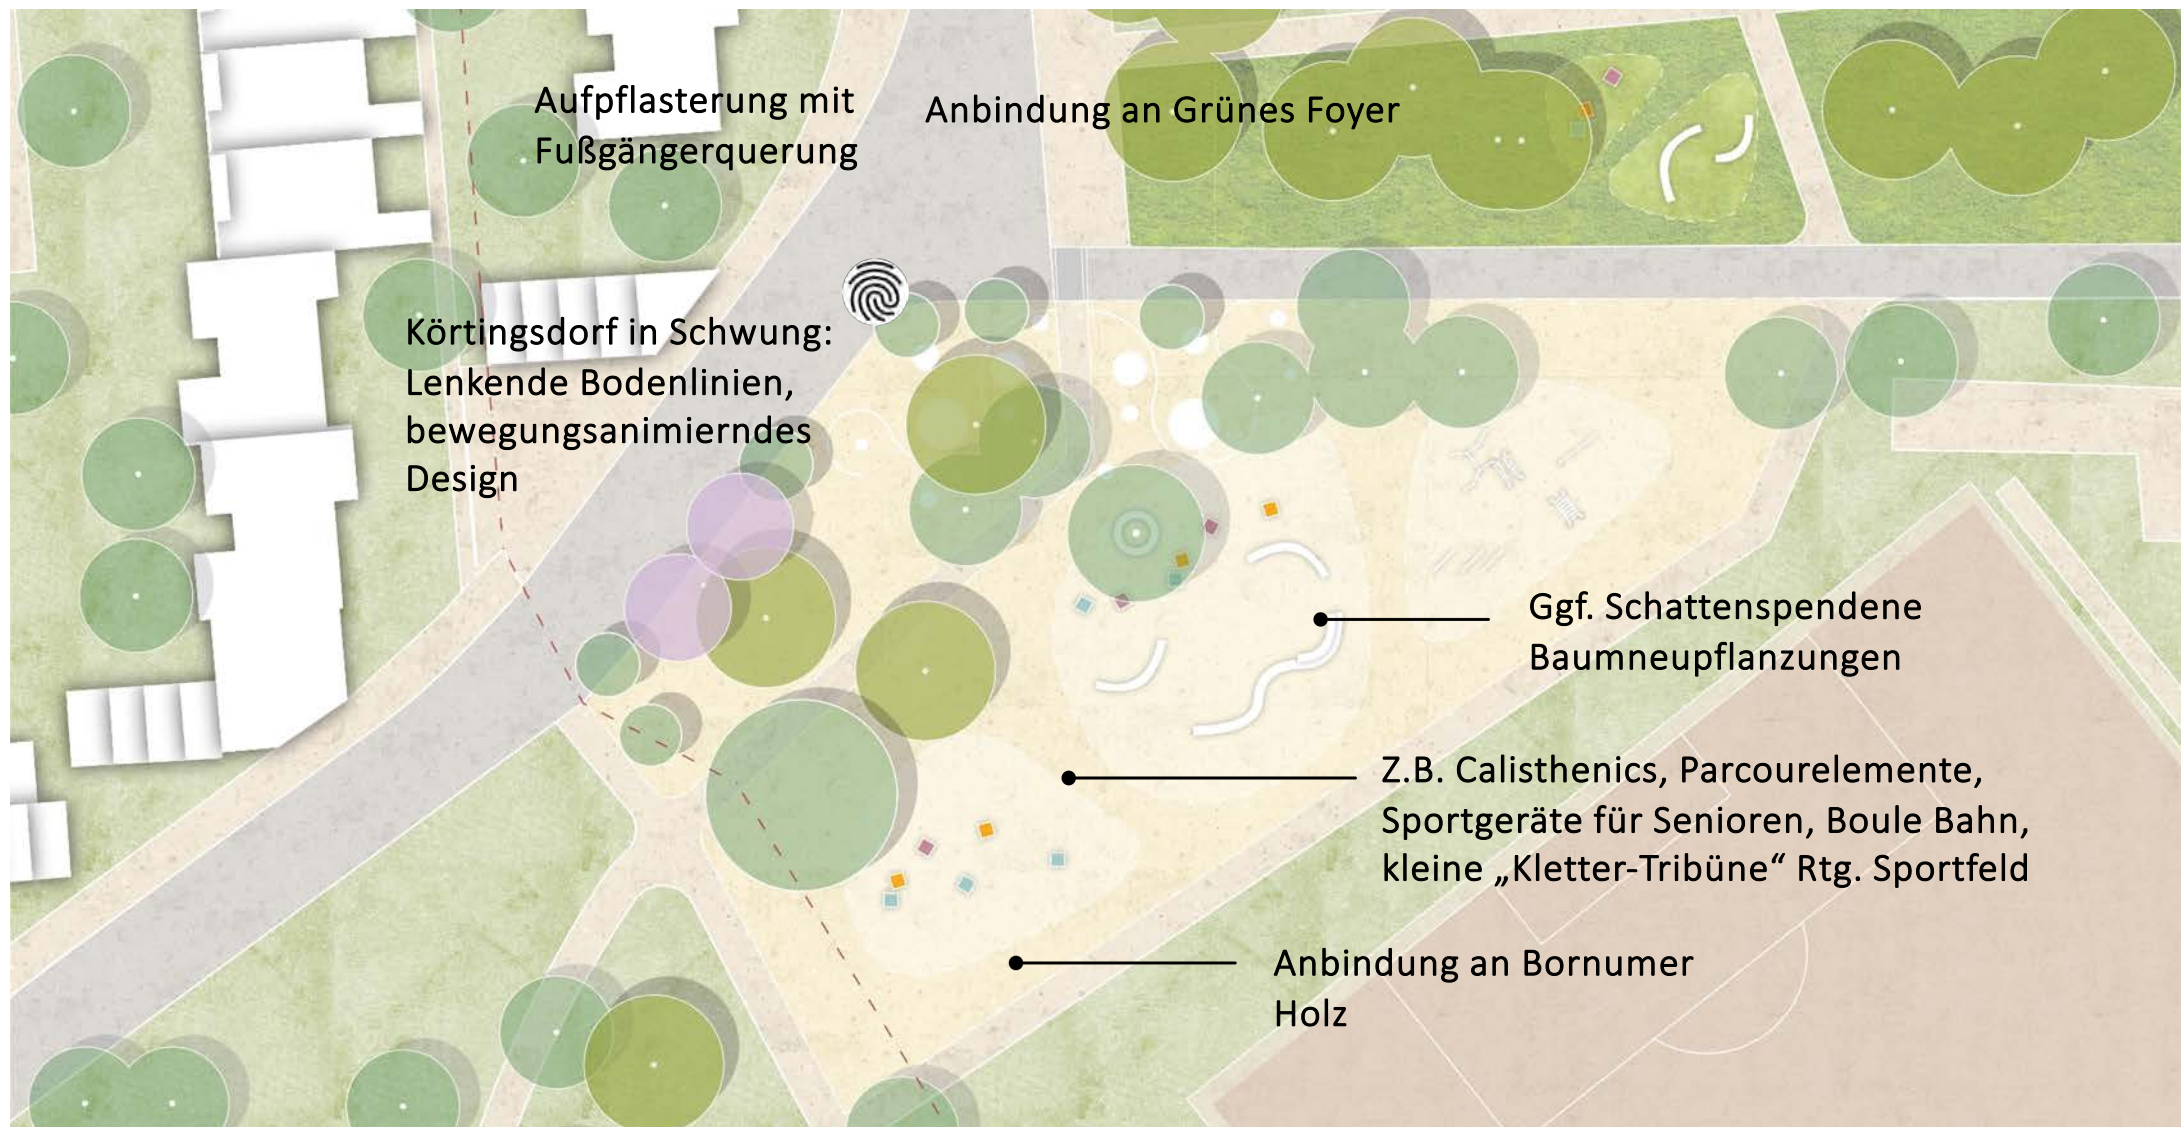 Aufpflasterung mit
Fußgängerquerung
Anbindung an Grünes Foyer
Körtingsdorf in Schwung:
Lenkende Bodenlinien,
bewegungsanimierndes
Design
Ggf. Schattenspendene
Baumneupflanzungen
Z.B. Calisthenics, Parcourelemente,
Sportgeräte für Senioren, Boule Bahn,
kleine „Kletter-Tribüne“ Rtg. Sportfeld
Anbindung an Bornumer
Holz